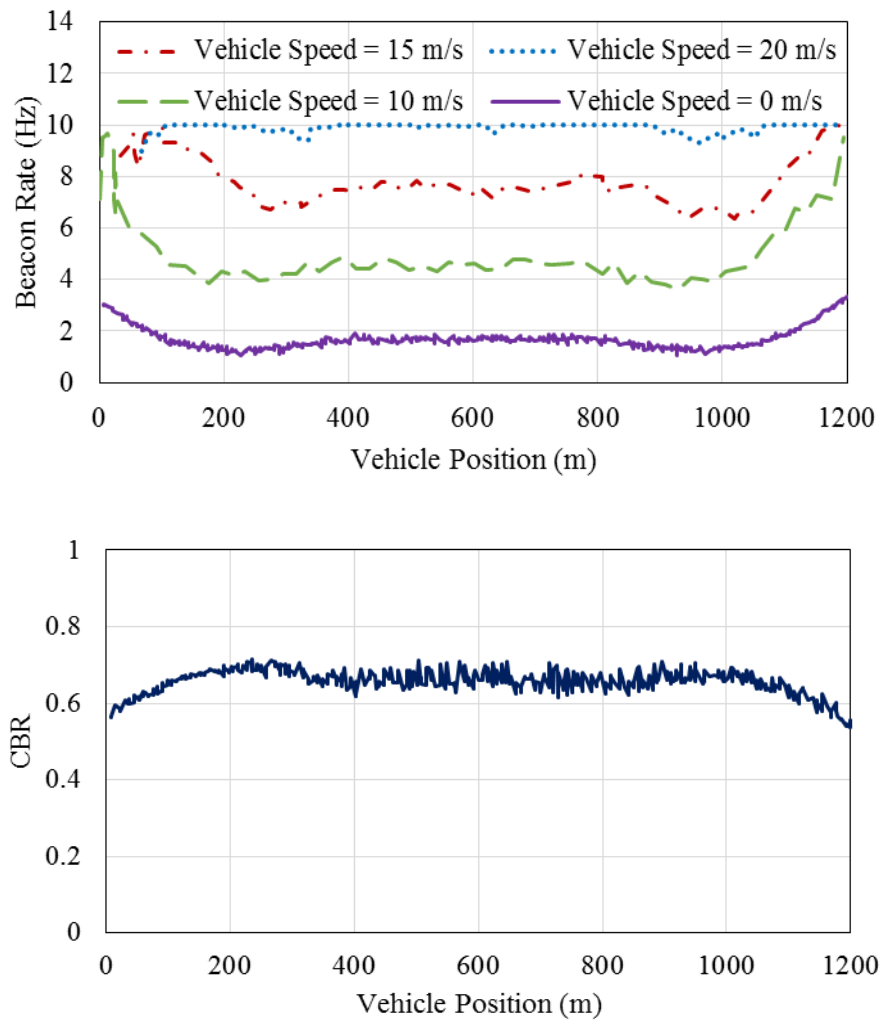 14
12
10
8
6
4
2
0
Beacon Rate (Hz)
Vehicle Speed = 15 m/s
Vehicle Speed = 20 m/s
Vehicle Speed = 10 m/s
Vehicle Speed = 0 m/s
0 200 400 600 800 1000 1200
Vehicle Position (m)
1
0.8
0.6
0.4
0.2
0
CBR
0 200 400 600 800 1000 1200
Vehicle Position (m)